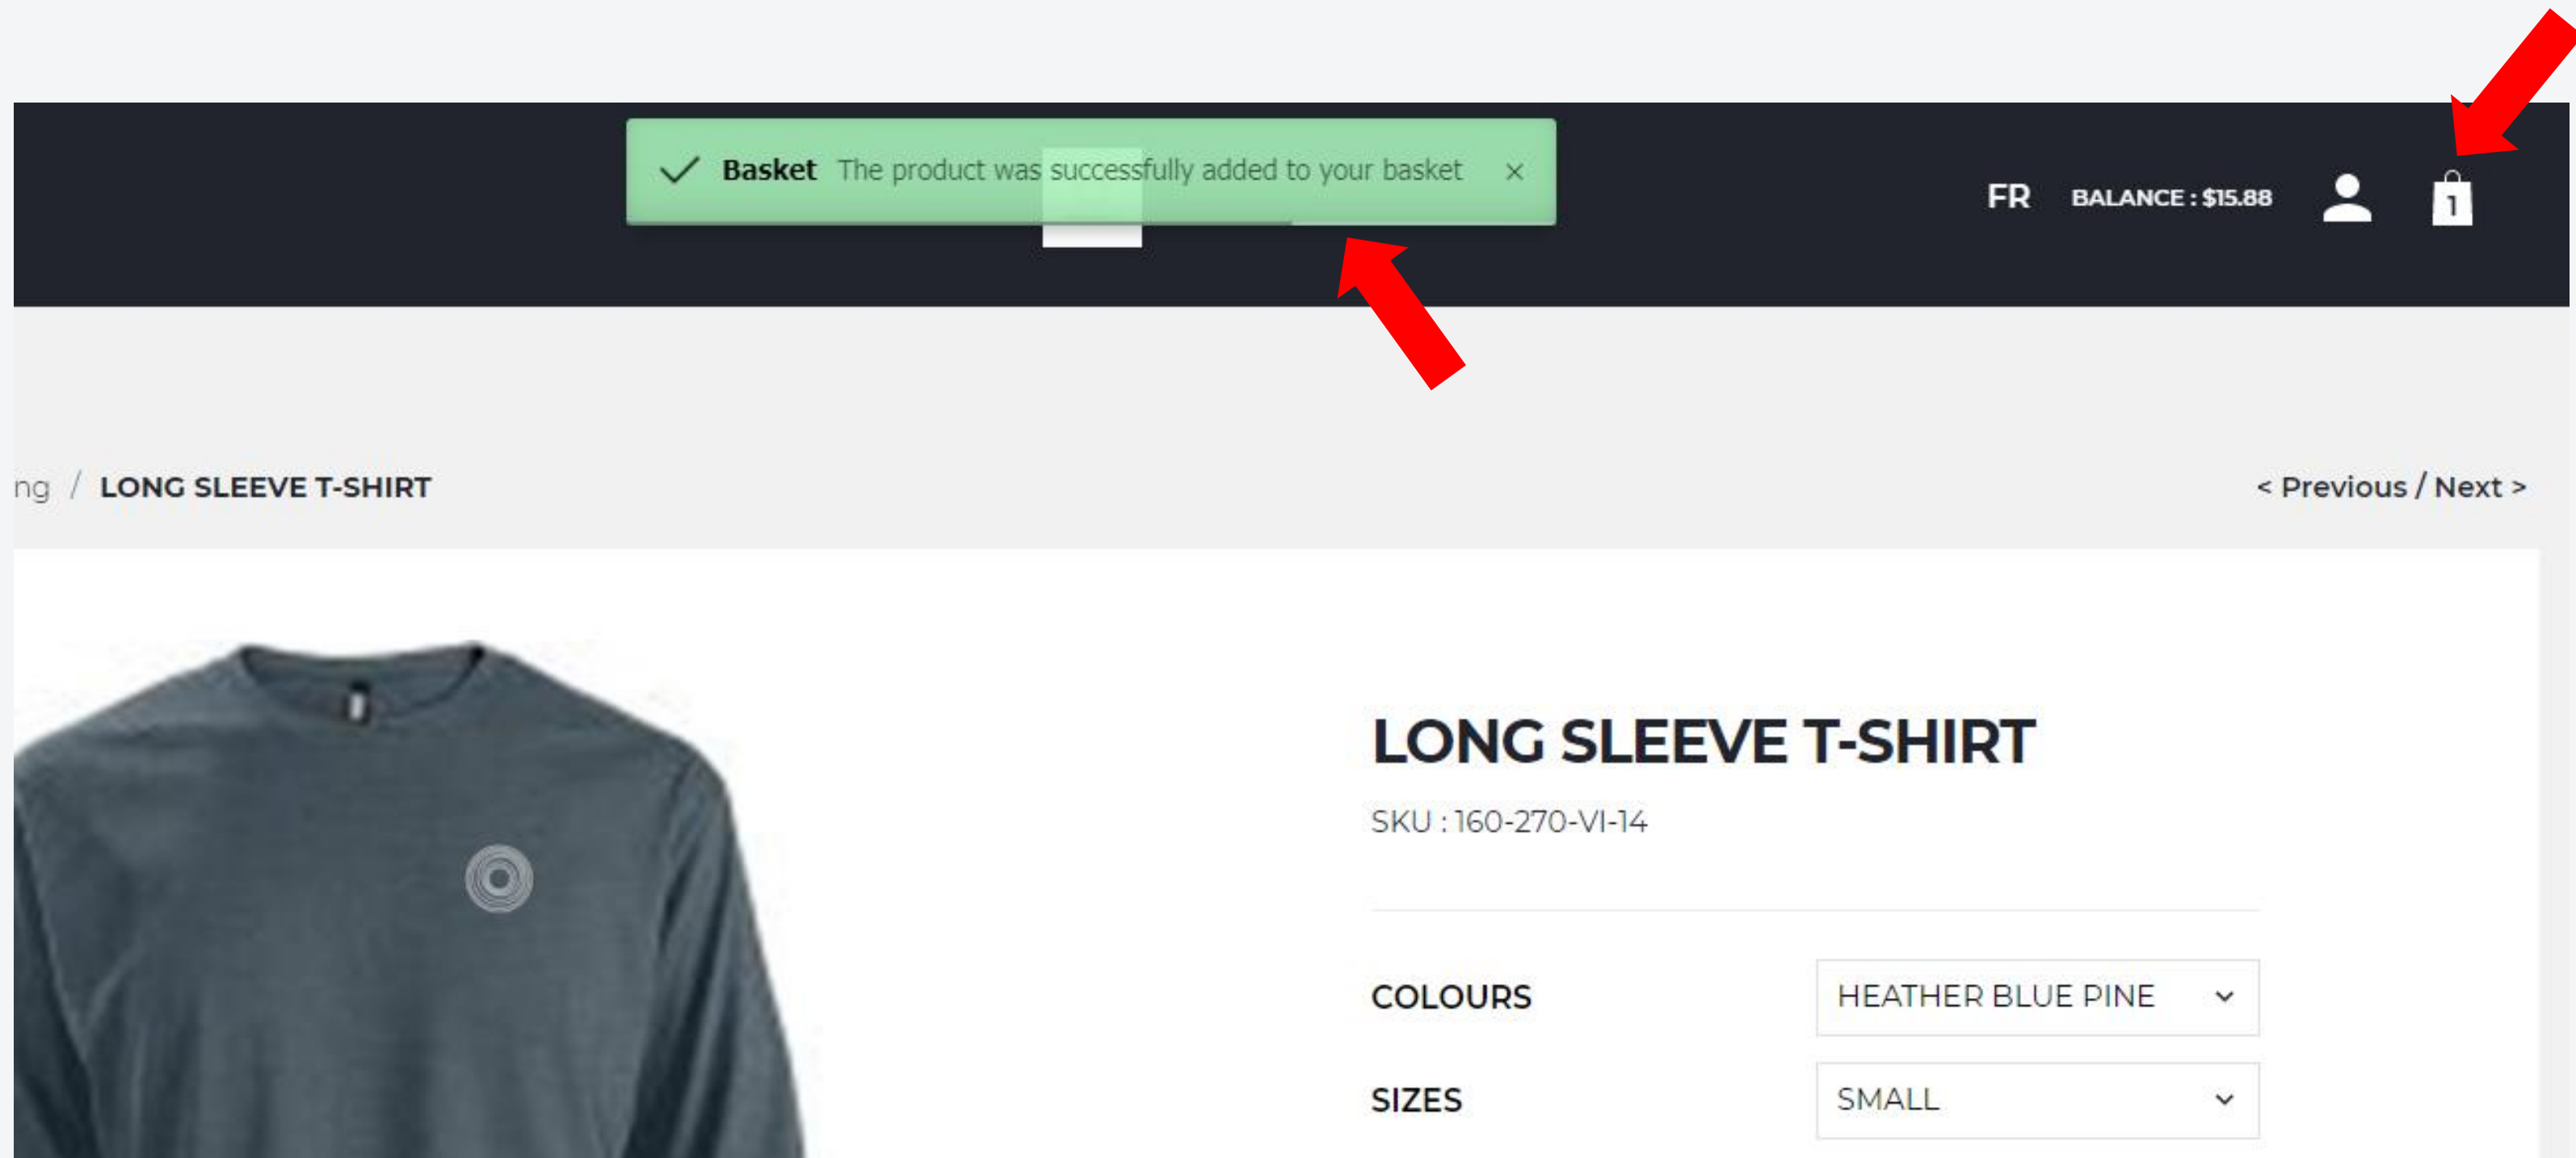 Basket The product was successfully added to your basket ×
FR BALANCE : $15.88 1
ng / LONG SLEEVE T-SHIRT < Previous / Next >
LONG SLEEVE T-SHIRT
SKU : 160-270-VI-14
COLOURS HEATHER BLUE PINE
SIZES SMALL